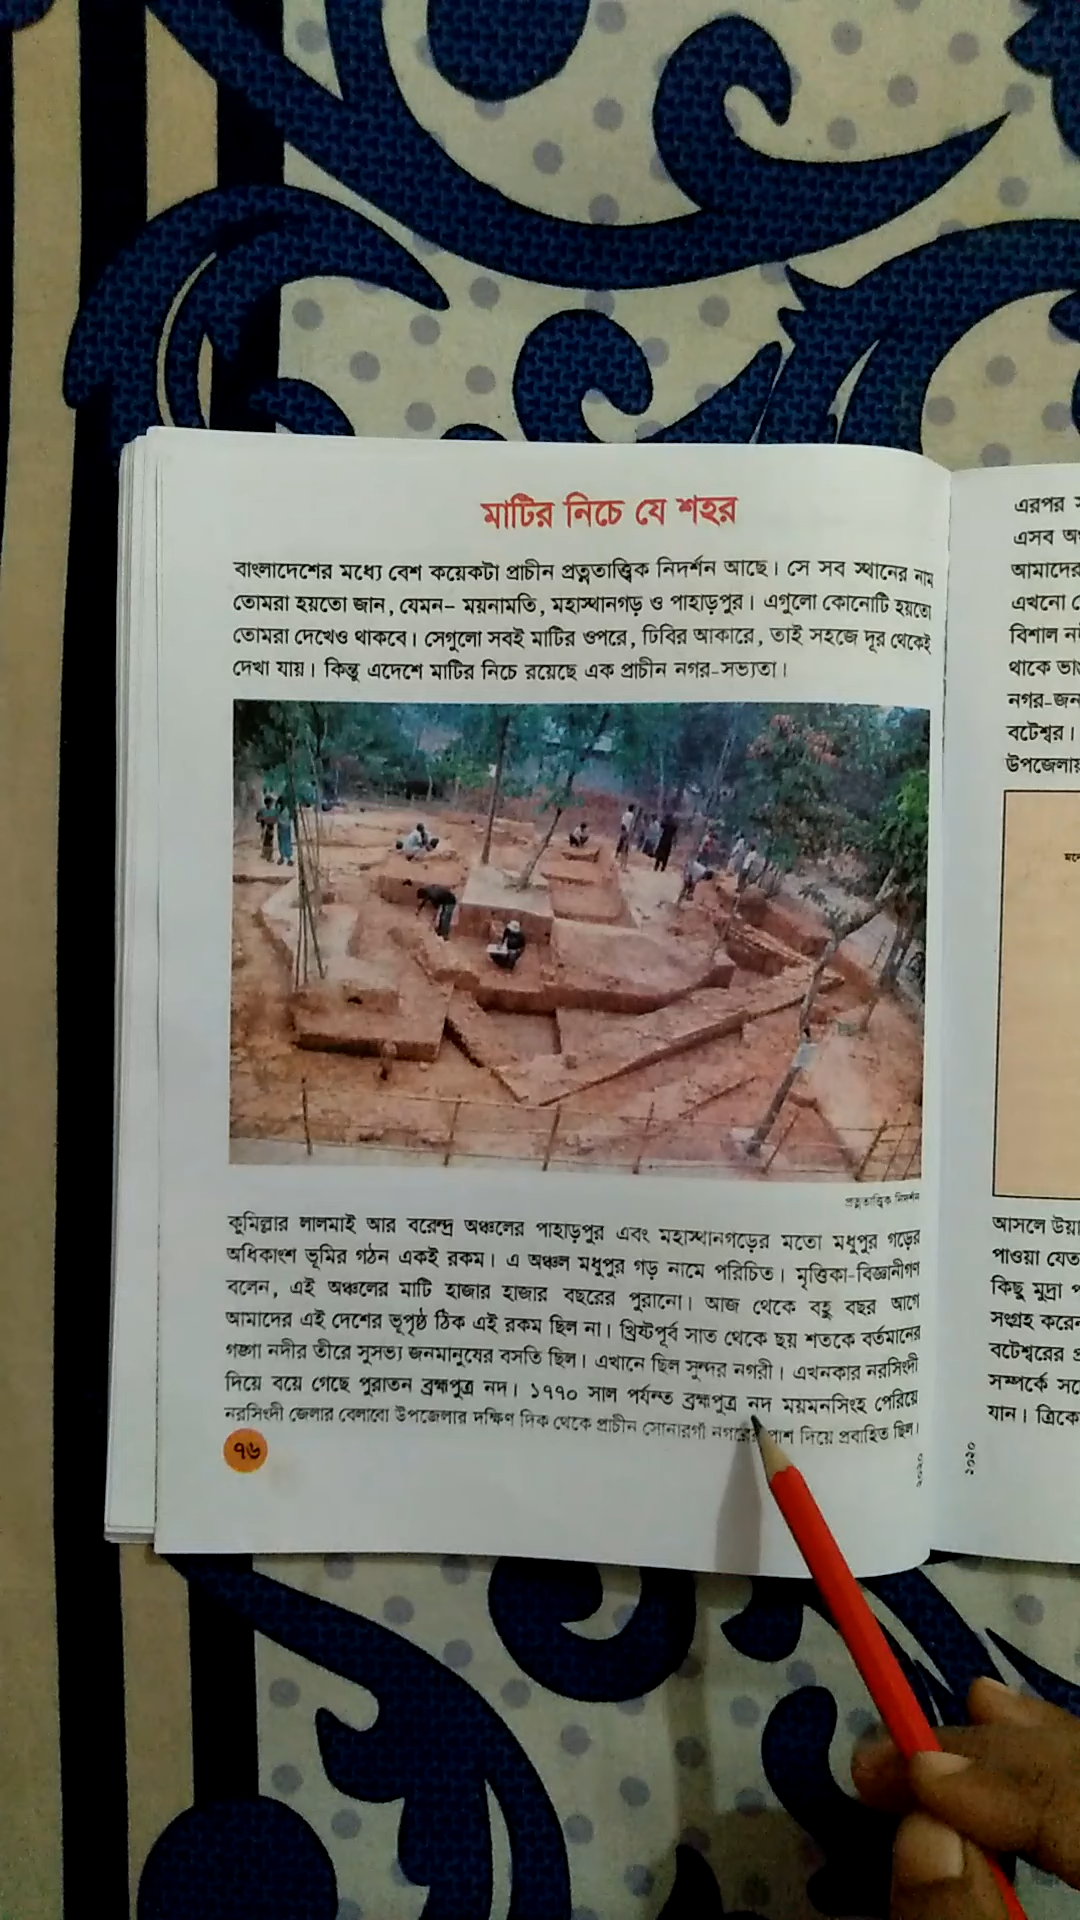 মাটির নিচে যে শহর
বাংলাদেশের মধ্যে বেশ কয়েকটা প্রাচীন প্রত্নতাত্ত্বিক নিদর্শন আছে। সে সব স্থানের নাম
তোমরা হয়তো জান, যেমন– ময়নামতি, মহাস্থানগড় ও পাহাড়পুর। এগুলো কোনোটি হয়তো
তোমরা দেখেও থাকবে। সেগুলো সবই মাটির ওপরে, ঢিবির আকারে, তাই সহজে দূর থেকেই
দেখা যায়। কিন্তু এদেশে মাটির নিচে রয়েছে এক প্রাচীন নগর-সভ্যতা।
প্রত্নতাত্ত্বিক নিদর্শন
কুমিল্লার লালমাই আর বরেন্দ্র অঞ্চলের পাহাড়পুর এবং মহাস্থানগড়ের মতো মধুপুর গড়ের
অধিকাংশ ভূমির গঠন একই রকম। এ অঞ্চল মধুপুর গড় নামে পরিচিত। মৃত্তিকা-বিজ্ঞানীগণ
বলেন, এই অঞ্চলের মাটি হাজার হাজার বছরের পুরানো। আজ থেকে বহু বছর আগে
আমাদের এই দেশের ভূপৃষ্ঠ ঠিক এই রকম ছিল না। খ্রিষ্টপূর্ব সাত থেকে ছয় শতকে বর্তমানের
গঙ্গা নদীর তীরে সুসভ্য জনমানুষের বসতি ছিল। এখানে ছিল সুন্দর নগরী। এখনকার নরসিংদী
দিয়ে বয়ে গেছে পুরাতন ব্রহ্মপুত্র নদ। ১৭৭০ সাল পর্যন্ত ব্রহ্মপুত্র নদ ময়মনসিংহ পেরিয়ে
নরসিংদী জেলার বেলাবো উপজেলার দক্ষিণ দিক থেকে প্রাচীন সোনারগাঁ নগরের পাশ দিয়ে প্রবাহিত ছিল।
৭৬
২০২০
এরপর
এসব
আমাদের
এখনো
বিশাল
থাকে
নগর-জন
বটেশ্বর।
উপজেলায়
আসলে
পাওয়া যেত
কিছু মুদ্রা
সংগ্রহ করেন
বটেশ্বরের
সম্পর্কে
যান।
২০২০